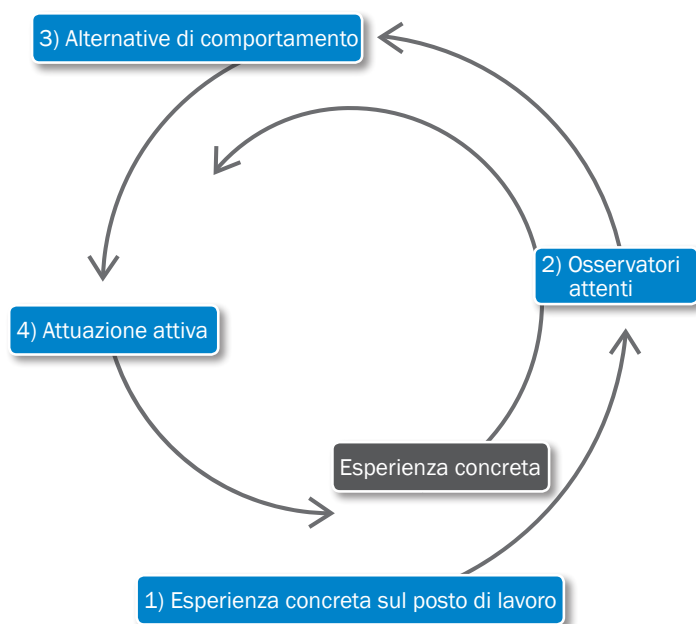 3) Alternative di comportamento
2) Osservatori
attenti
4) Attuazione attiva
Esperienza concreta
1) Esperienza concreta sul posto di lavoro